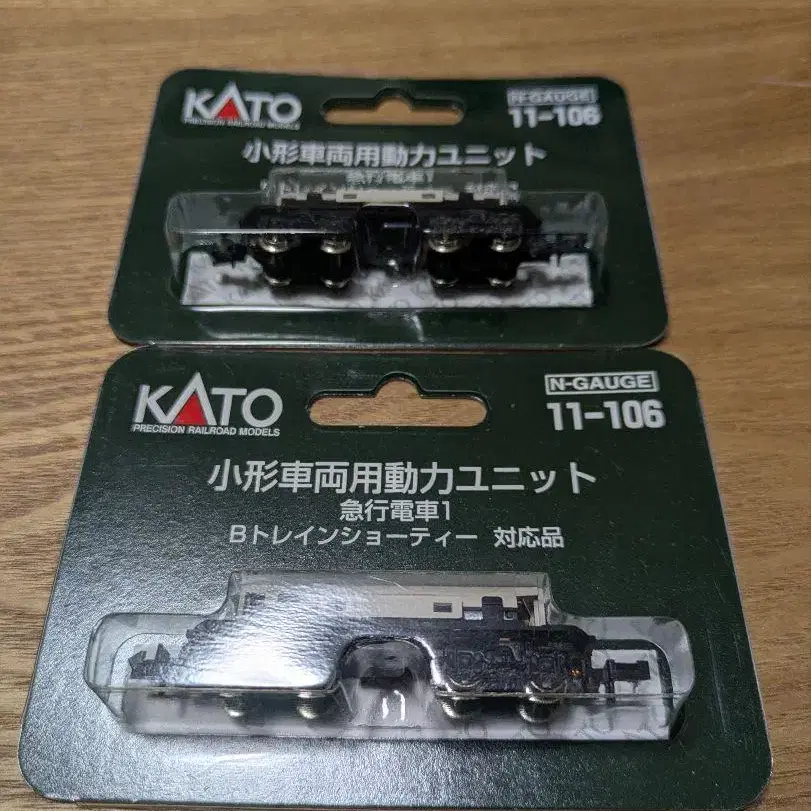 KATO
PRECISION RAILROAD MODELS
N-GAUGE
11-106
小形車両用動力ユニット
急行電車1
KATO
PRECISION RAILROAD MODELS
N-GAUGE
11-106
小形車両用動力ユニット
急行電車1
Bトレインショーティー 対応品